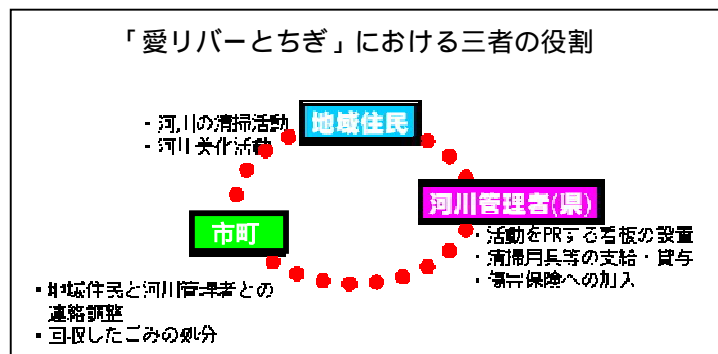 「愛リバーとちぎ」における三者の役割
・河川の清掃活動
・河川美化活動
地域住民
河川管理者(県)
・活動をPRする看板の設置
・清掃用具等の支給・貸与
・傷害保険への加入
市町
・地域住民と河川管理者との
連絡調整
・回収したごみの処分